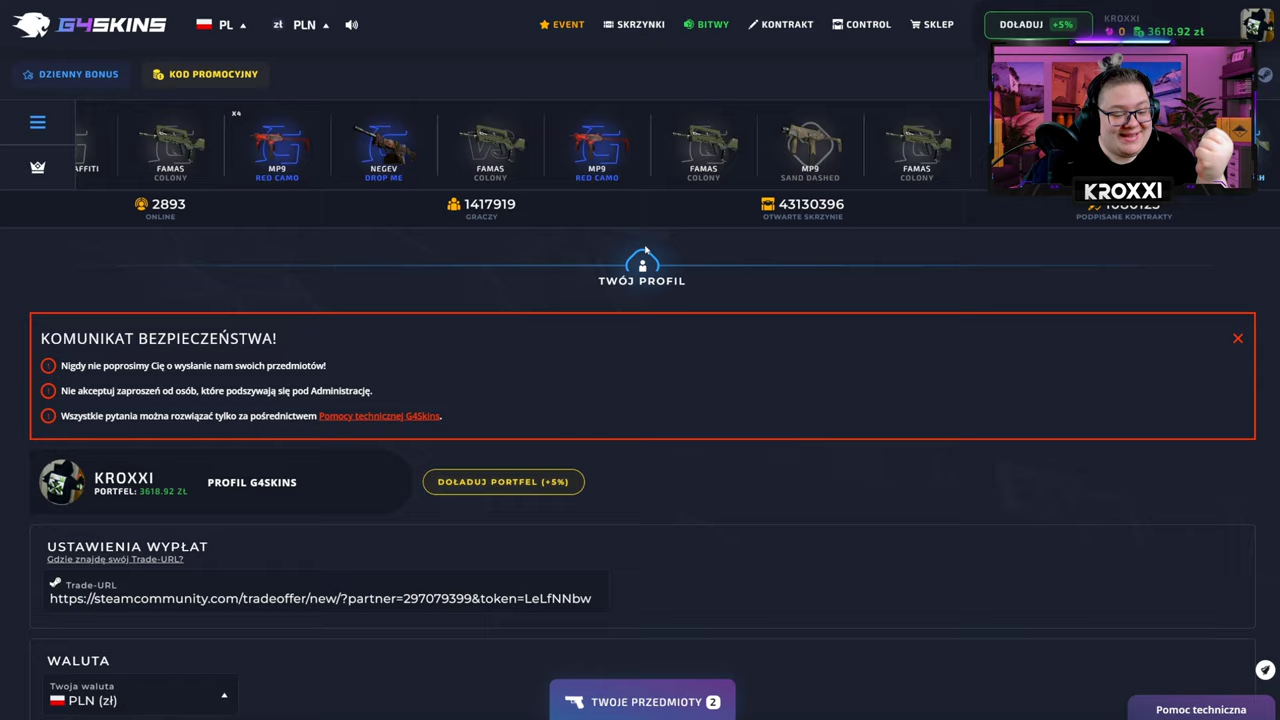 G4SKINS
PL
zł PLN
EVENT
SKRZYNKI
BITWY
KONTRAKT
CONTROL
SKLEP
DOŁADUJ +5%
KROXXI
0 3618.92 zł
DZIENNY BONUS
KOD PROMOCYJNY
AFFITI
FAMAS
COLONY
X4
MP9
RED CAMO
NEGEV
DROP ME
FAMAS
COLONY
MP9
RED CAMO
FAMAS
COLONY
MP9
SAND DASHED
FAMAS
COLONY
KROXXI
2893
ONLINE
1417919
GRACZY
43130396
OTWARTE SKRZYNIE
PODPISANE KONTRAKTY
TWÓJ PROFIL
KOMUNIKAT BEZPIECZEŃSTWA!
Nigdy nie poprosimy Cię o wysłanie nam swoich przedmiotów!
Nie akceptuj zaproszeń od osób, które podszywają się pod Administrację.
Wszystkie pytania można rozwiązać tylko za pośrednictwem Pomocy technicznej G4Skins.
KROXXI
PORTFEL: 3618.92 ZŁ
PROFIL G4SKINS
DOŁADUJ PORTFEL (+5%)
USTAWIENIA WYPŁAT
Gdzie znajdę swój Trade-URL?
Trade-URL
https://steamcommunity.com/tradeoffer/new/?partner=297079399&token=LeLfNNbw
WALUTA
Twoja waluta
PLN (zł)
TWOJE PRZEDMIOTY 2
Pomoc techniczna